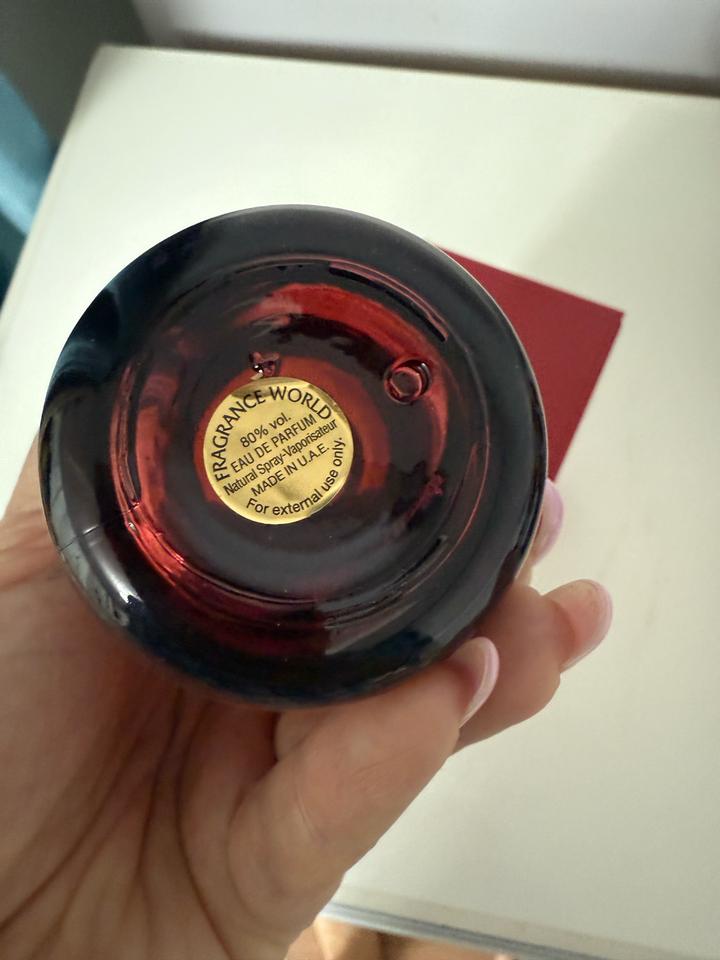 FRAGRANCE WORLD
80% vol.
EAU DE PARFUM
Natural Spray-Vaporisateur
MADE IN U.A.E.
For external use only.